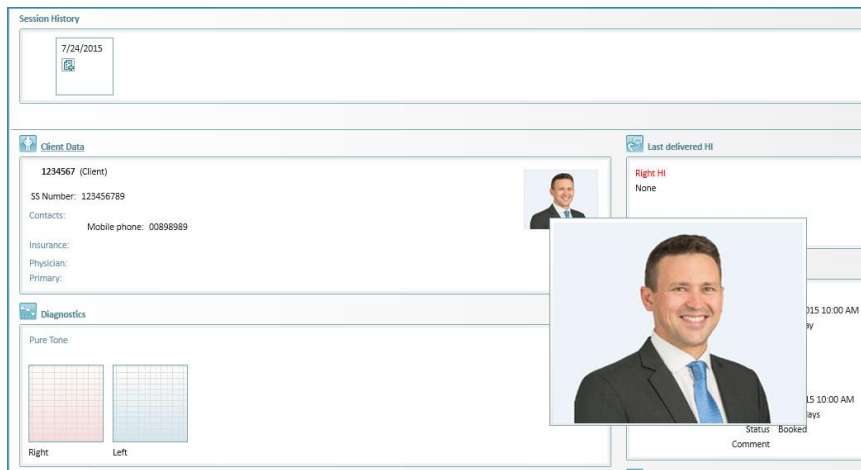 Session History
7/24/2015
Client Data
1234567 (Client)
SS Number: 123456789
Contacts:
Mobile phone: 00898989
Insurance:
Physician:
Primary:
Diagnostics
Pure Tone
Right
Left
Last delivered HI
Right HI
None
015 10:00 AM
ay
15 10:00 AM
days
Status Booked
Comment